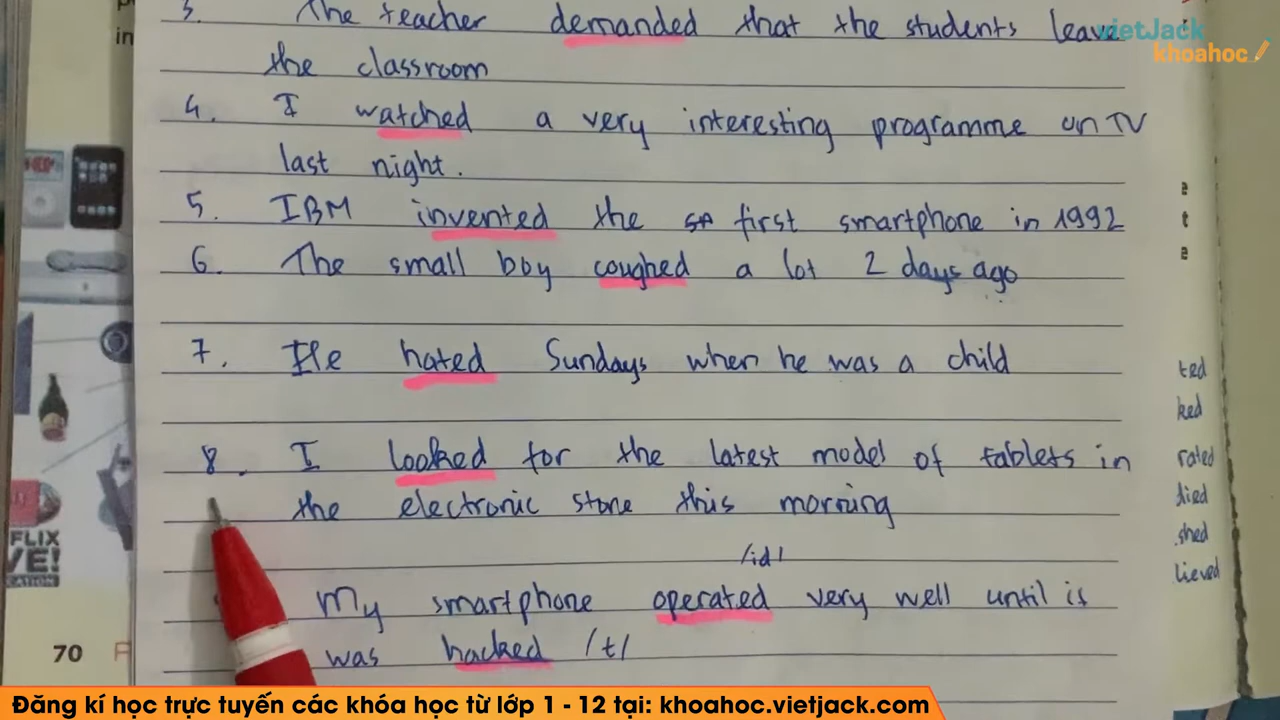 3. The teacher demanded that the students leave
the classroom
vietJack
khoahoc
4. I watched a very interesting programme on TV
last night.
5. IBM invented the first smartphone in 1992
6. The small boy coughed a lot 2 days ago
7. He hated Sundays when he was a child
8. I looked for the latest model of tablets in
the electronic store this morning
/id/
My smartphone operated very well until is
was hacked /t/
in
e
t
e
ted
ked
rated
died
shed
lieved
FLIX
VE!
70
Đăng kí học trực tuyến các khóa học từ lớp 1 - 12 tại: khoahoc.vietjack.com